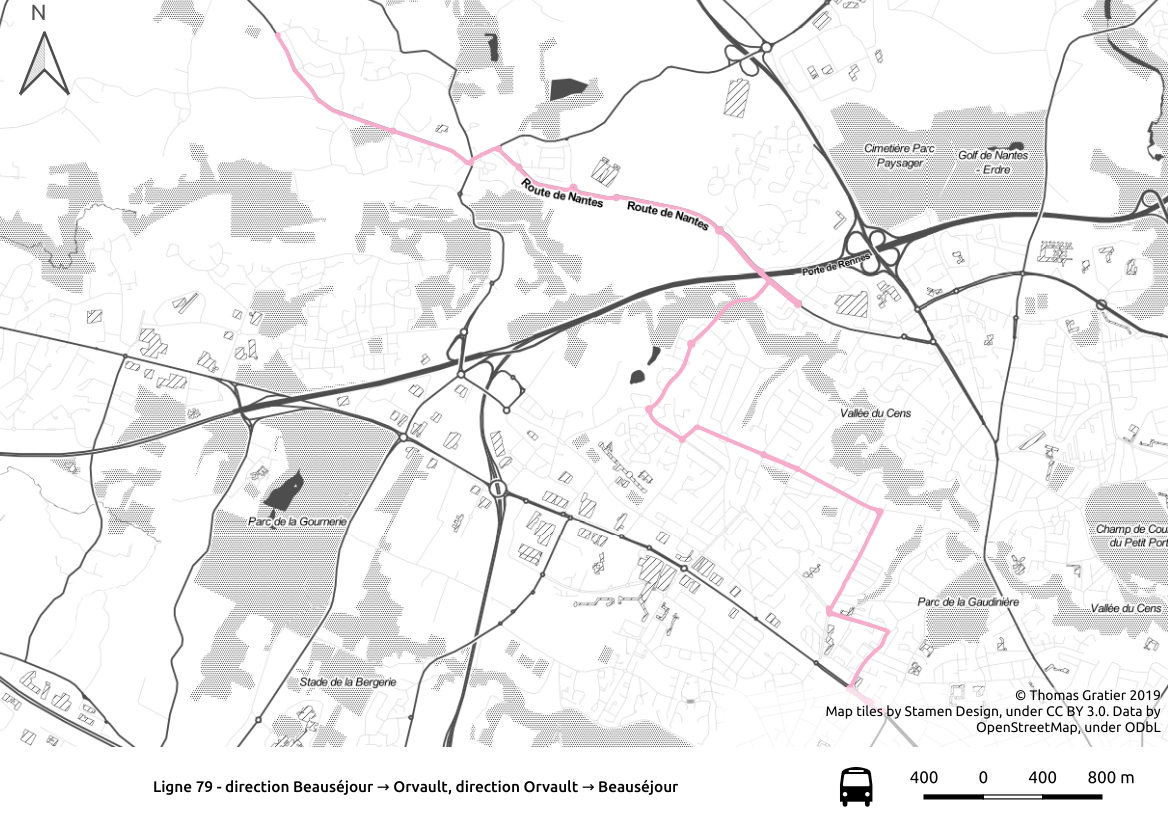 N
Cimetière Parc
Paysager
Golf de Nantes
- Erdre
Route de Nantes
Route de Nantes
Porte de Rennes
Vallée du Cens
Parc de la Gournerie
Champ de Cou
du Petit Port
Parc de la Gaudinière
Vallée du Cens
Stade de la Bergerie
© Thomas Gratier 2019
Map tiles by Stamen Design, under CC BY 3.0. Data by
OpenStreetMap, under ODbL
Ligne 79 - direction Beauséjour → Orvault, direction Orvault → Beauséjour
400 0 400 800 m